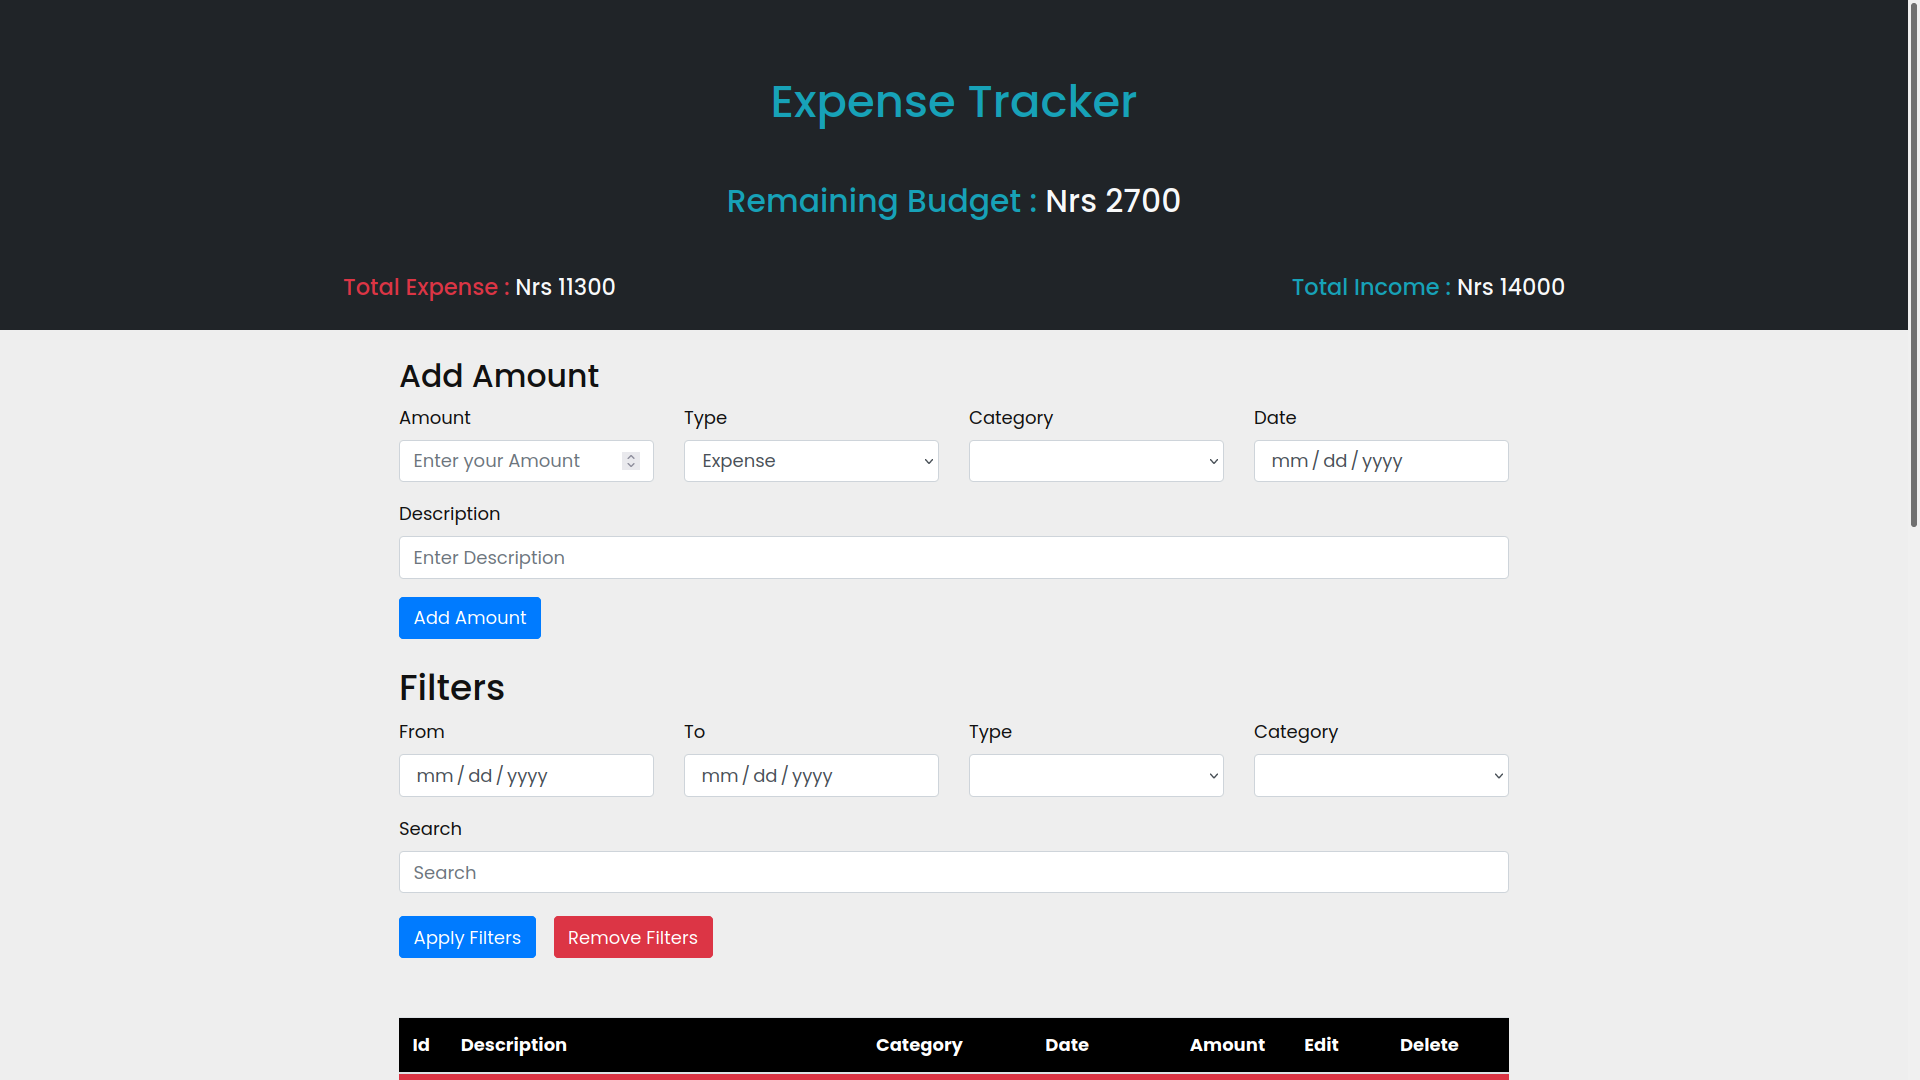 Expense Tracker
Remaining Budget : Nrs 2700
Total Expense : Nrs 11300 Total Income : Nrs 14000
Add Amount
Amount Type Category Date
Enter your Amount Expense mm / dd / yyyy
Description
Enter Description
Add Amount
Filters
From To Type Category
mm / dd / yyyy mm / dd / yyyy
Search
Search
Apply Filters Remove Filters
Id Description Category Date Amount Edit Delete